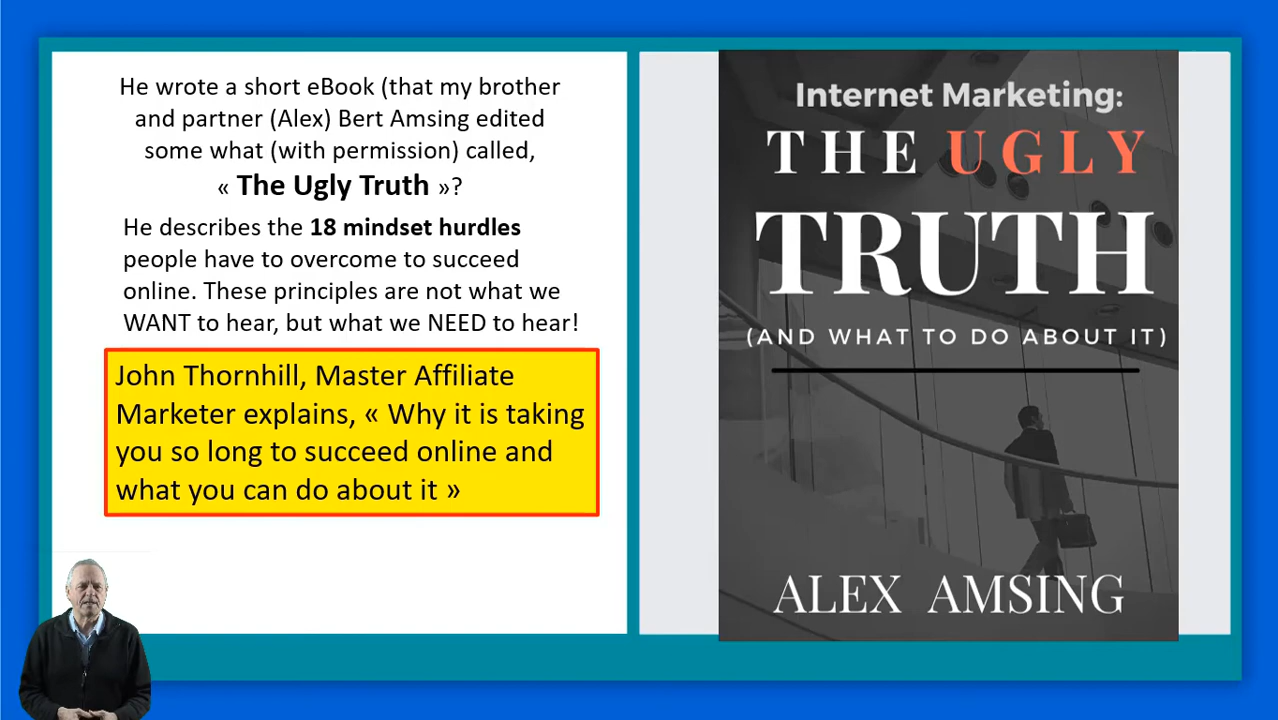 He wrote a short eBook (that my brother
and partner (Alex) Bert Amsing edited
some what (with permission) called,
« The Ugly Truth »?
He describes the 18 mindset hurdles
people have to overcome to succeed
online. These principles are not what we
WANT to hear, but what we NEED to hear!
John Thornhill, Master Affiliate
Marketer explains, « Why it is taking
you so long to succeed online and
what you can do about it »
Internet Marketing:
THE UGLY
TRUTH
(AND WHAT TO DO ABOUT IT)
ALEX AMSING